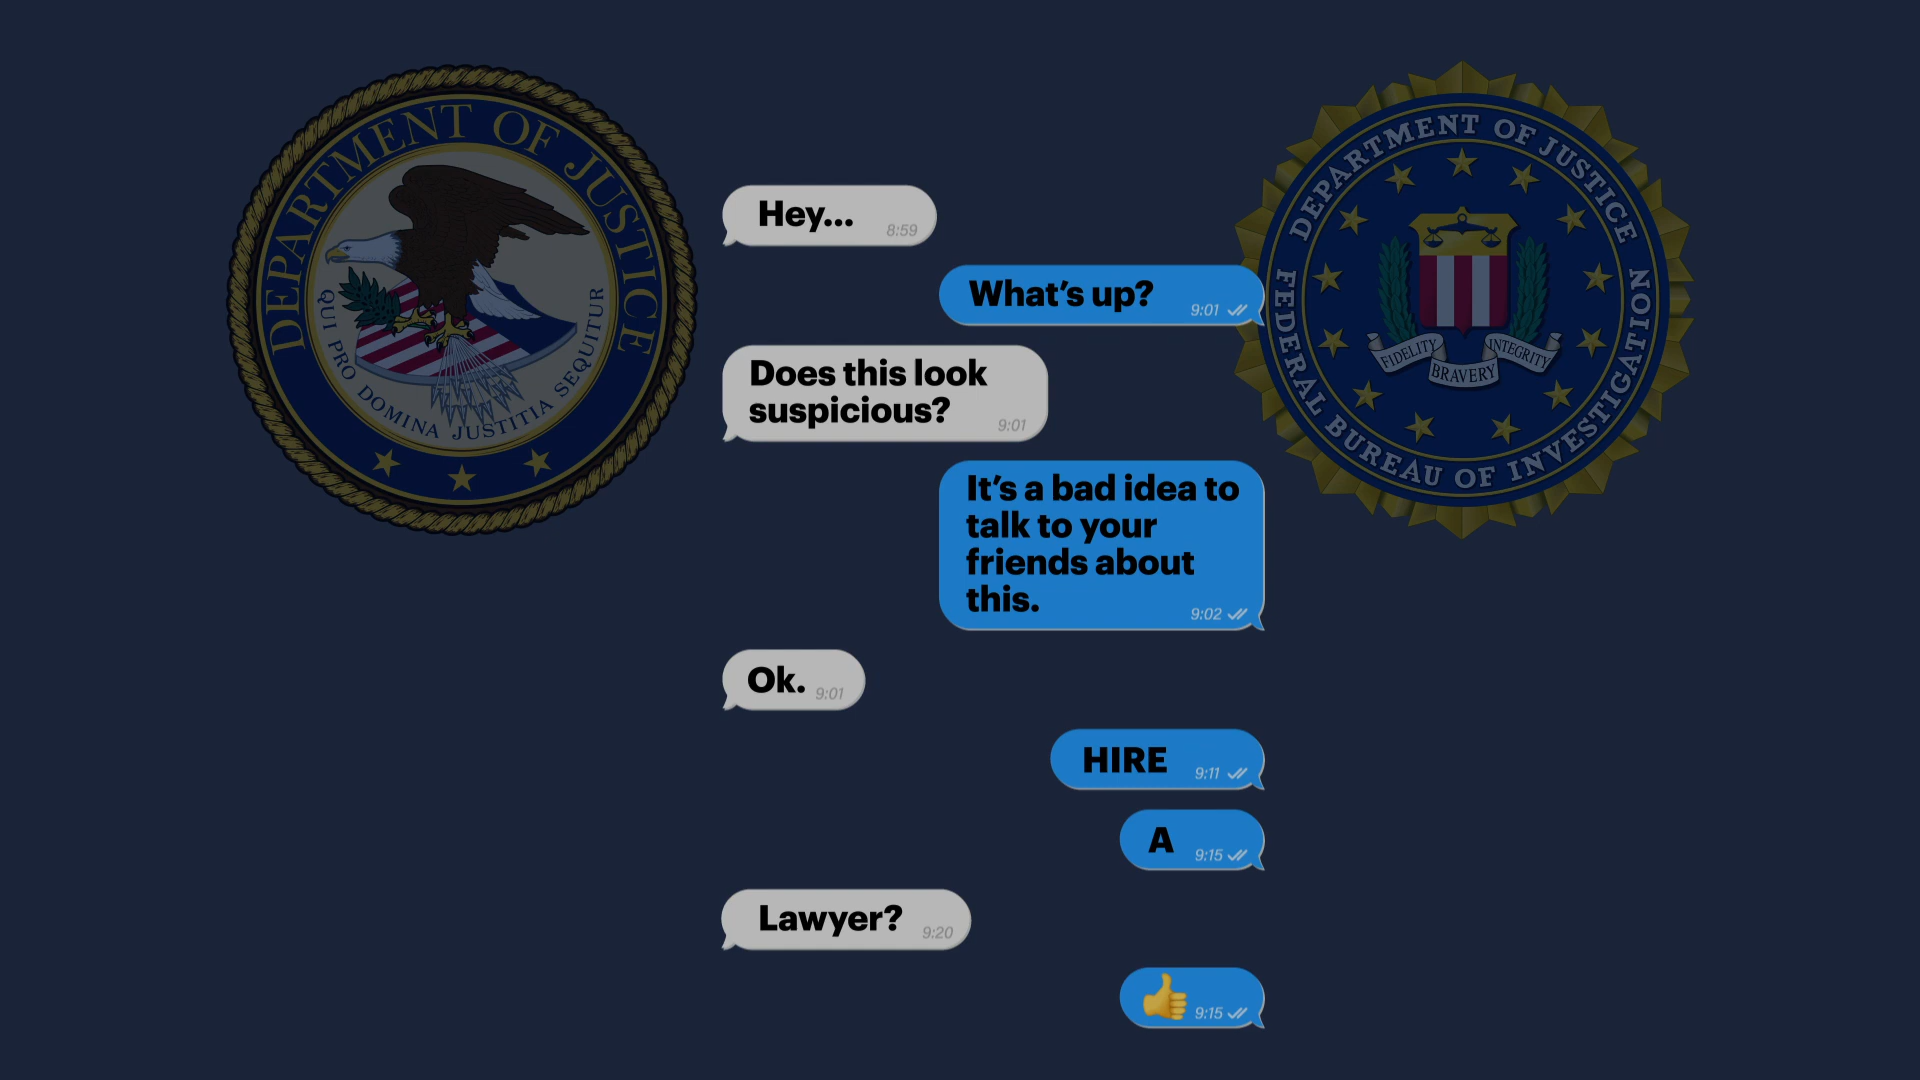 DEPARTMENT OF JUSTICE
QUI PRO DOMINA JUSTITIA SEQUITUR
DEPARTMENT OF JUSTICE
FEDERAL BUREAU OF INVESTIGATION
FIDELITY
BRAVERY
INTEGRITY
Hey...
8:59
What's up?
9:01
Does this look
suspicious?
9:01
It's a bad idea to
talk to your
friends about
this.
9:02
Ok.
9:01
HIRE
9:11
A
9:15
Lawyer?
9:20
👍
9:15